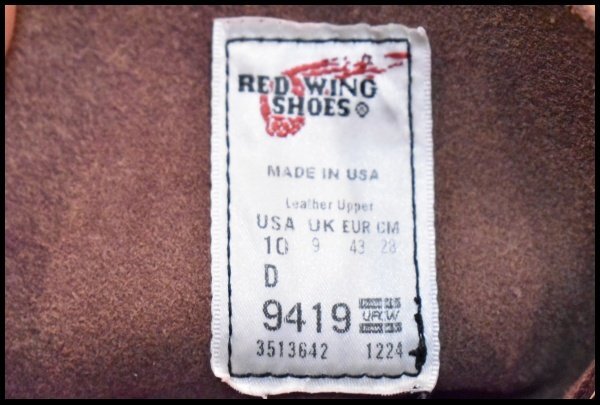 RED WING
SHOES®
MADE IN USA
Leather Upper
USA UK EUR CM
10 9 43 28
D
9419
3513642 1224